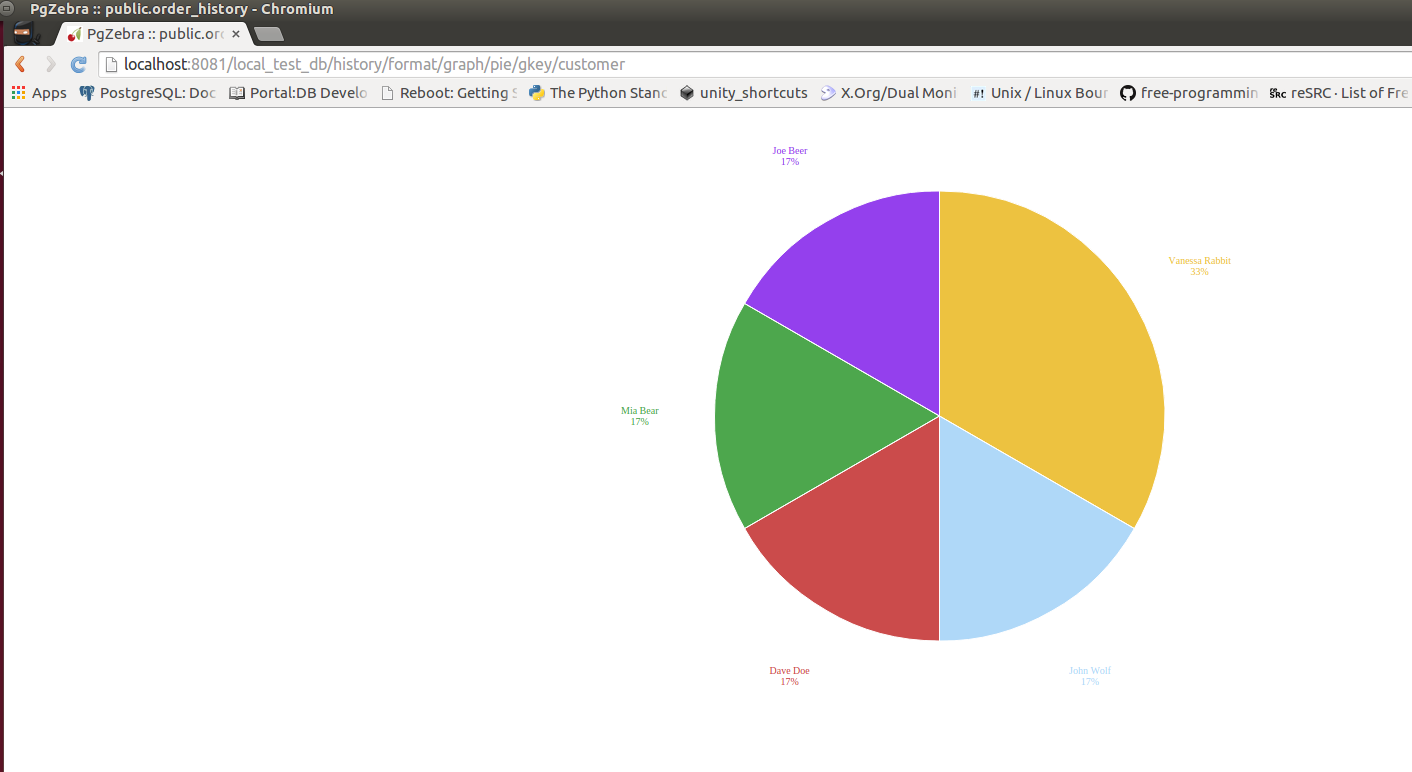 PgZebra :: public.order_history - Chromium
PgZebra :: public.or
localhost:8081/local_test_db/history/format/graph/pie/gkey/customer
Apps PostgreSQL: Doc Portal:DB Develo Reboot: Getting S The Python Stand unity_shortcuts X.Org/Dual Moni #! Unix / Linux Bour free-programmin reSRC · List of Fre
Joe Beer
17%
Vanessa Rabbit
33%
Mia Bear
17%
Dave Doe
17%
John Wolf
17%